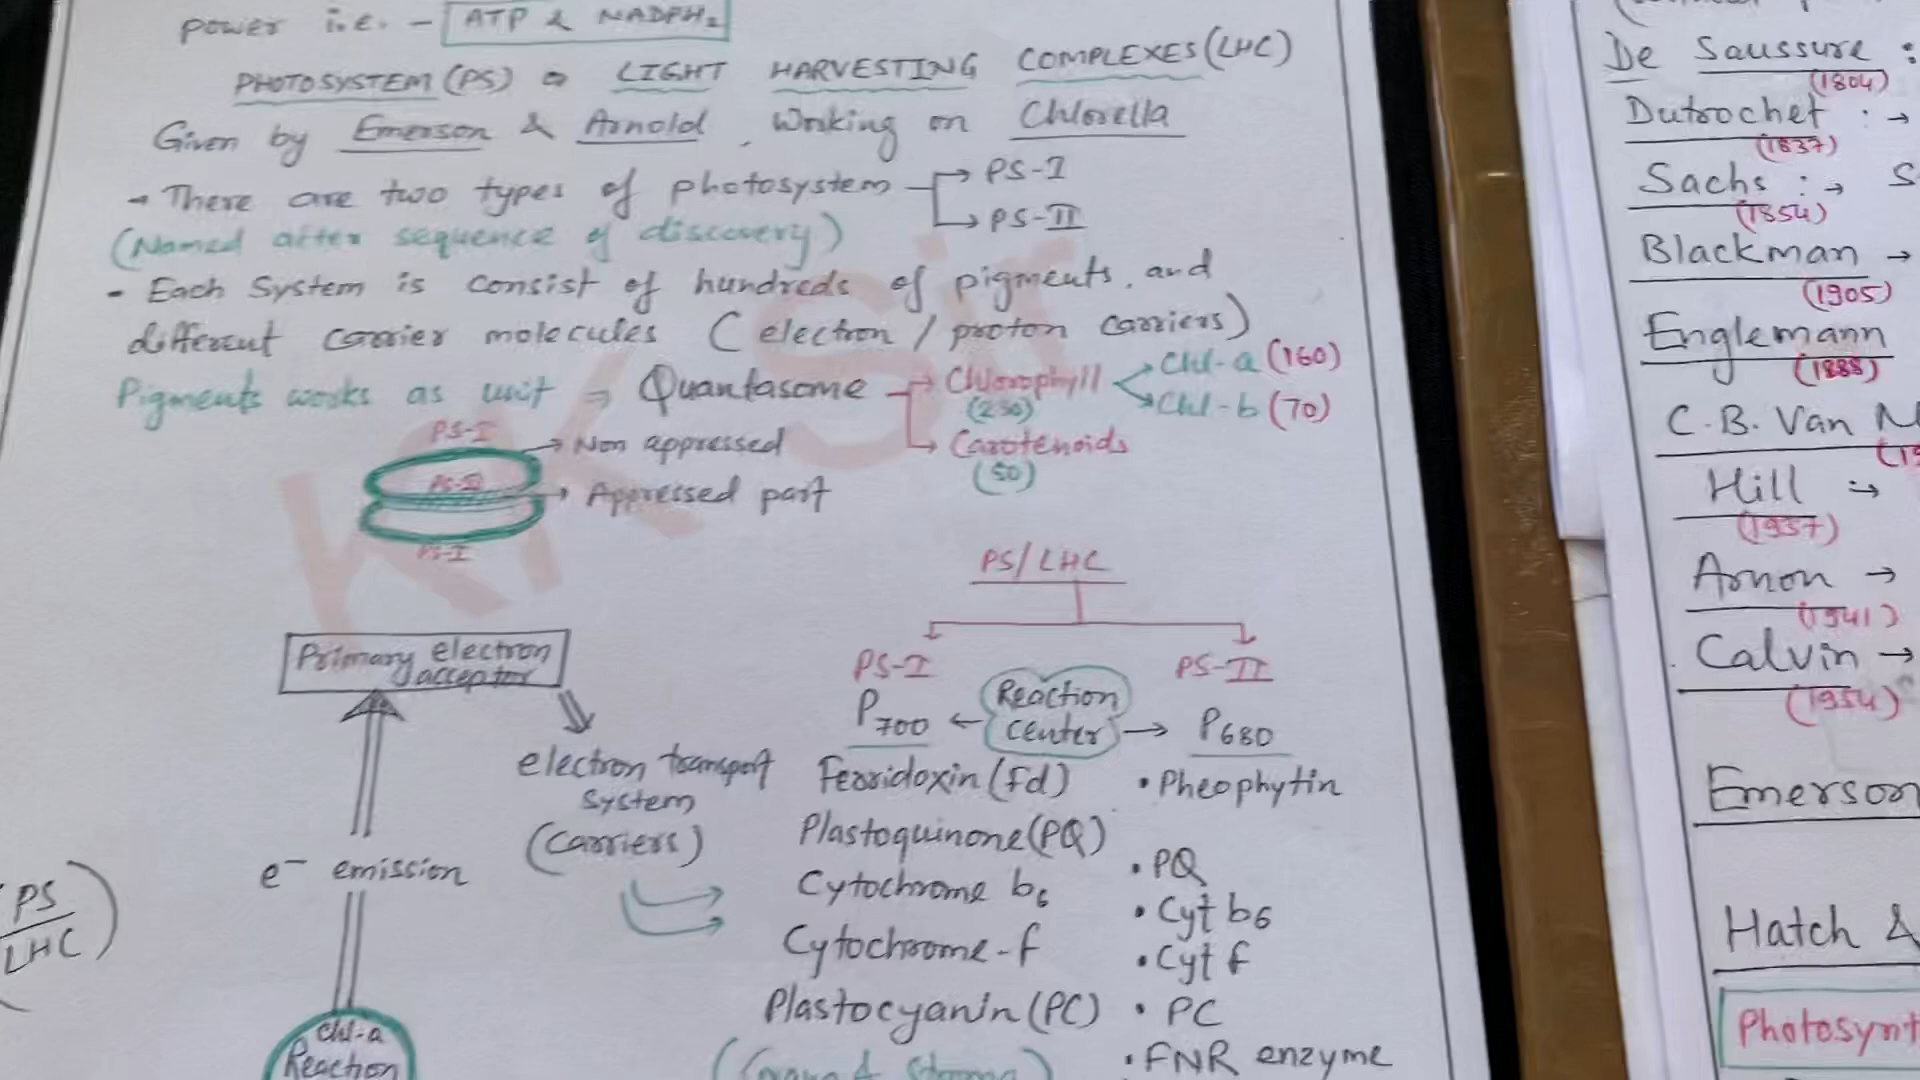 power i.e. - ATP & NADPH₂
PHOTOSYSTEM (PS) or LIGHT HARVESTING COMPLEXES (LHC)
Given by Emerson & Arnold, Working on Chlorella
- There are two types of photosystem → PS-I
→ PS-II
(Named after sequence of discovery)
- Each System is consist of hundreds of pigments, and
different carrier molecules (electron / proton carriers)
Pigments works as unit → Quantasome → Chlorophyll → Chl-a (160)
(230) → Chl-b (70)
→ Carotenoids
(50)
PS-I
→ Non appressed
PS-II
→ Appressed part
PS-I
KK Sir
PS/LHC
PS-I PS-II
P700 ← Reaction center → P680
Primary electron
acceptor
electron transport
system
(Carriers)
e⁻ emission
Chl-a
Reaction
PS
LHC
Ferridoxin (Fd)
Plastoquinone (PQ)
Cytochrome b6
Cytochrome-f
Plastocyanin (PC)
• Pheophytin
• PQ
• Cyt b6
• Cyt f
• PC
• FNR enzyme
De Saussure :
(1804)
Dutrochet : →
(1837)
Sachs : → S
(1854)
Blackman →
(1905)
Englemann
(1888)
C.B. Van N
Hill :→
(1937)
Arnon →
(1941)
Calvin →
(1954)
Emerson
Hatch &
Photosynt